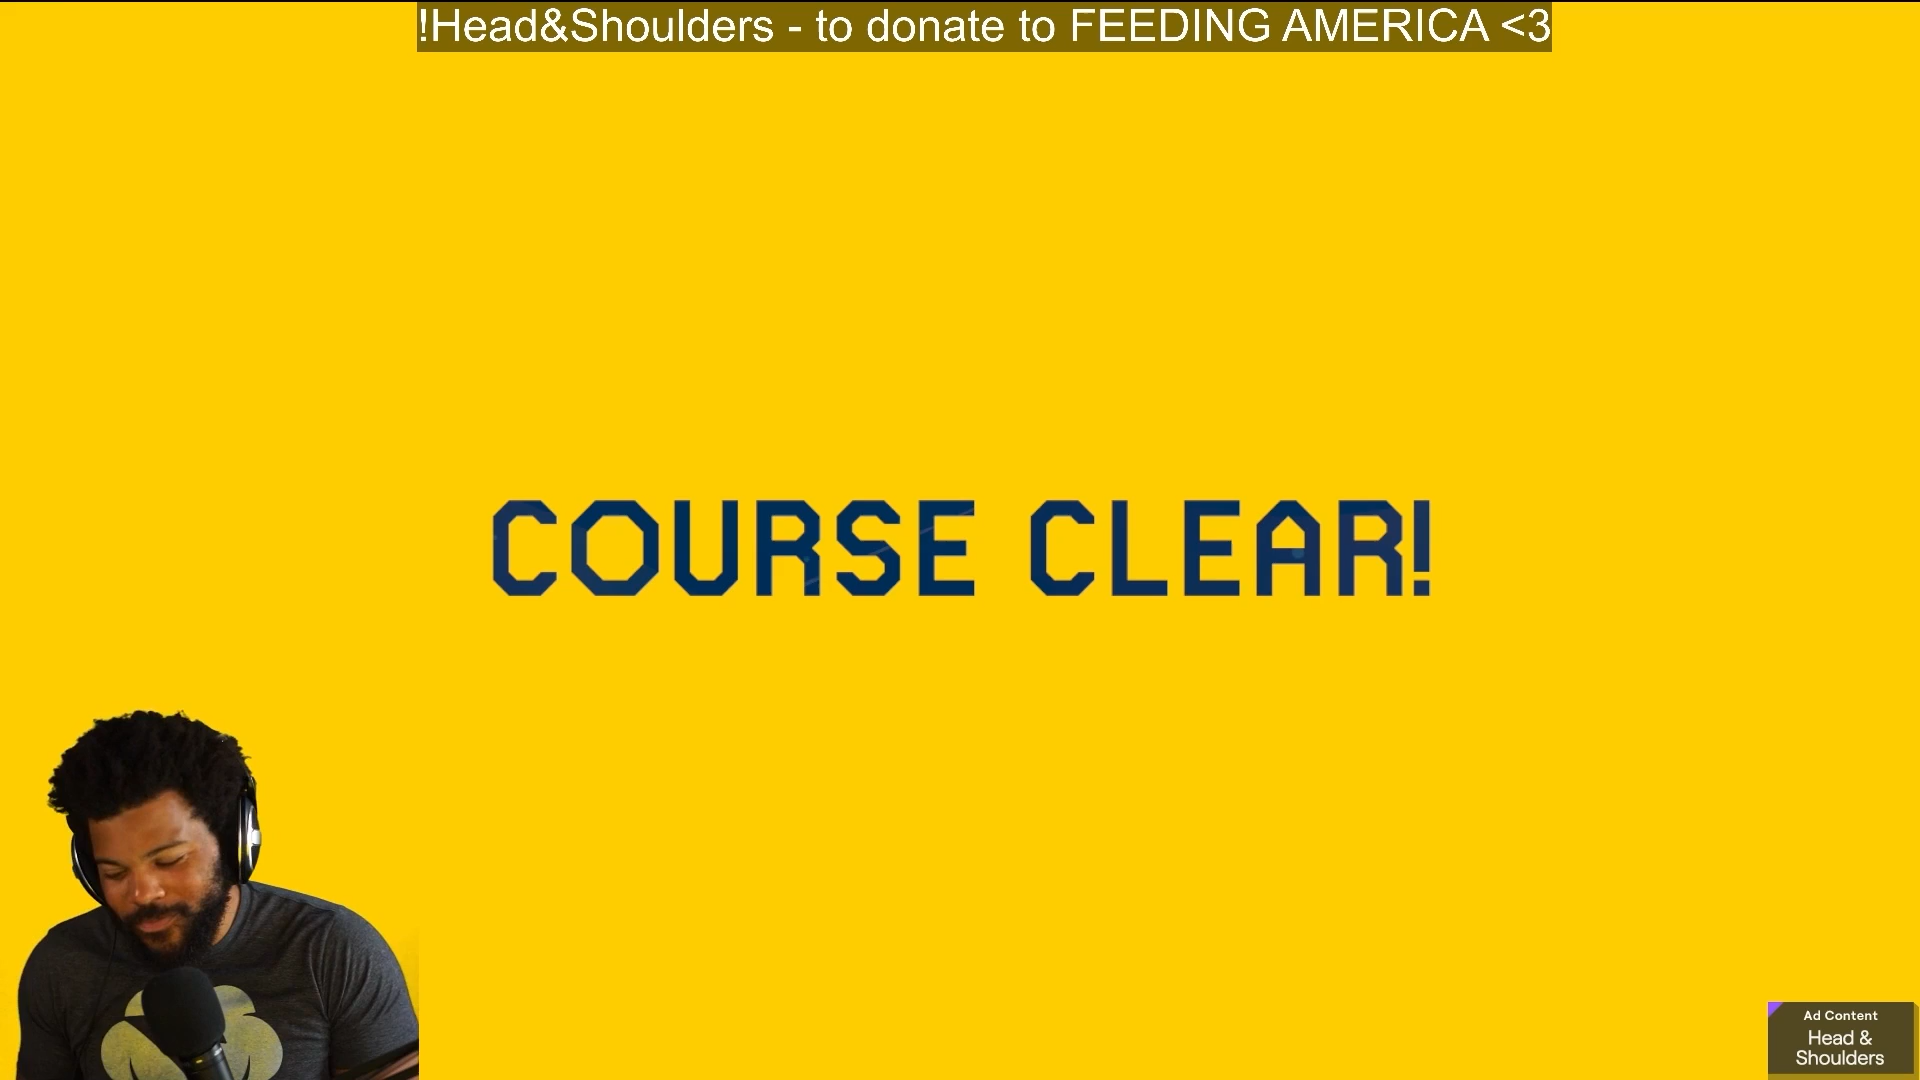 !Head&Shoulders - to donate to FEEDING AMERICA <3
COURSE CLEAR!
Ad Content
Head &
Shoulders